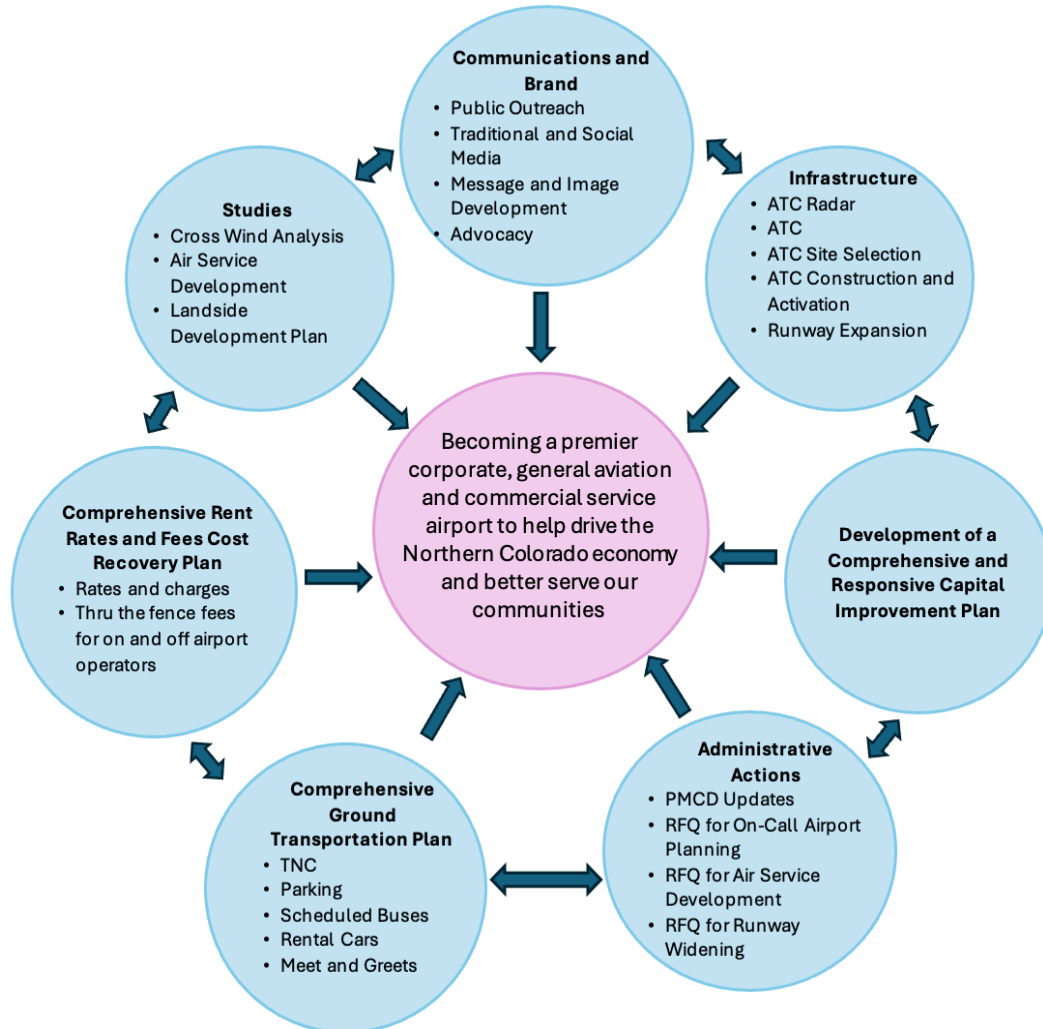 Communications and
Brand
• Public Outreach
• Traditional and Social
Media
• Message and Image
Development
• Advocacy
Infrastructure
• ATC Radar
• ATC
• ATC Site Selection
• ATC Construction and
Activation
• Runway Expansion
Studies
• Cross Wind Analysis
• Air Service
Development
• Landside
Development Plan
Becoming a premier
corporate, general aviation
and commercial service
airport to help drive the
Northern Colorado economy
and better serve our
communities
Comprehensive Rent
Rates and Fees Cost
Recovery Plan
• Rates and charges
• Thru the fence fees
for on and off airport
operators
Development of a
Comprehensive and
Responsive Capital
Improvement Plan
Comprehensive
Ground
Transportation Plan
• TNC
• Parking
• Scheduled Buses
• Rental Cars
• Meet and Greets
Administrative
Actions
• PMCD Updates
• RFQ for On-Call Airport
Planning
• RFQ for Air Service
Development
• RFQ for Runway
Widening